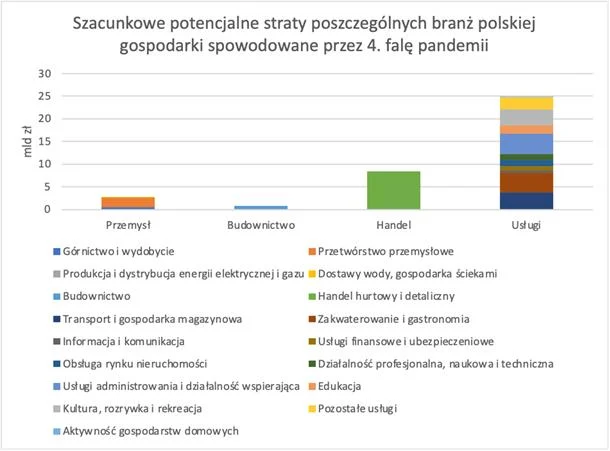 Szacunkowe potencjalne straty poszczególnych branż polskiej
gospodarki spowodowane przez 4. falę pandemii
30
25
20
15
10
5
0
mld zł
Przemysł Budownictwo Handel Usługi
Górnictwo i wydobycie Przetwórstwo przemysłowe
Produkcja i dystrybucja energii elektrycznej i gazu Dostawy wody, gospodarka ściekami
Budownictwo Handel hurtowy i detaliczny
Transport i gospodarka magazynowa Zakwaterowanie i gastronomia
Informacja i komunikacja Usługi finansowe i ubezpieczeniowe
Obsługa rynku nieruchomości Działalność profesjonalna, naukowa i techniczna
Usługi administrowania i działalność wspierająca Edukacja
Kultura, rozrywka i rekreacja Pozostałe usługi
Aktywność gospodarstw domowych